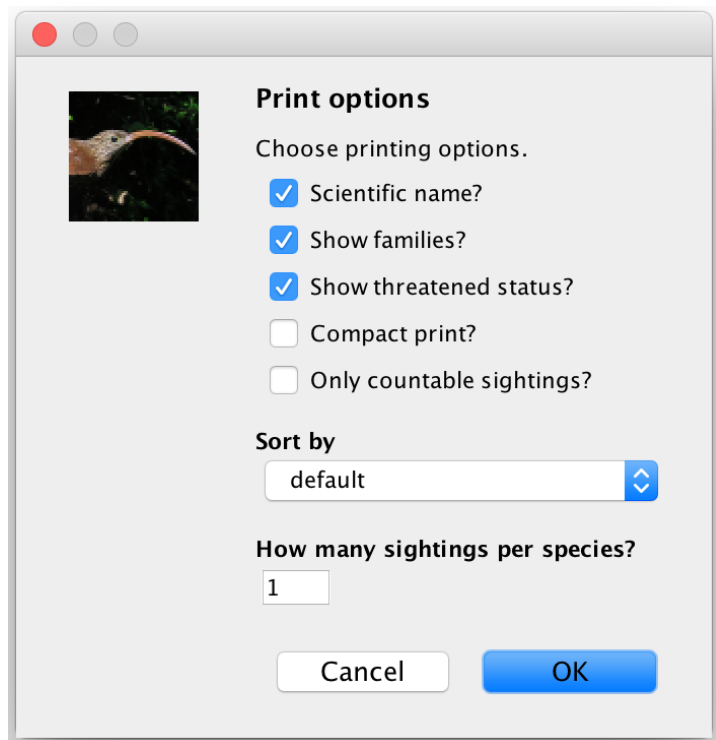 Print options
Choose printing options.
Scientific name?
Show families?
Show threatened status?
Compact print?
Only countable sightings?
Sort by
default
How many sightings per species?
1
Cancel
OK